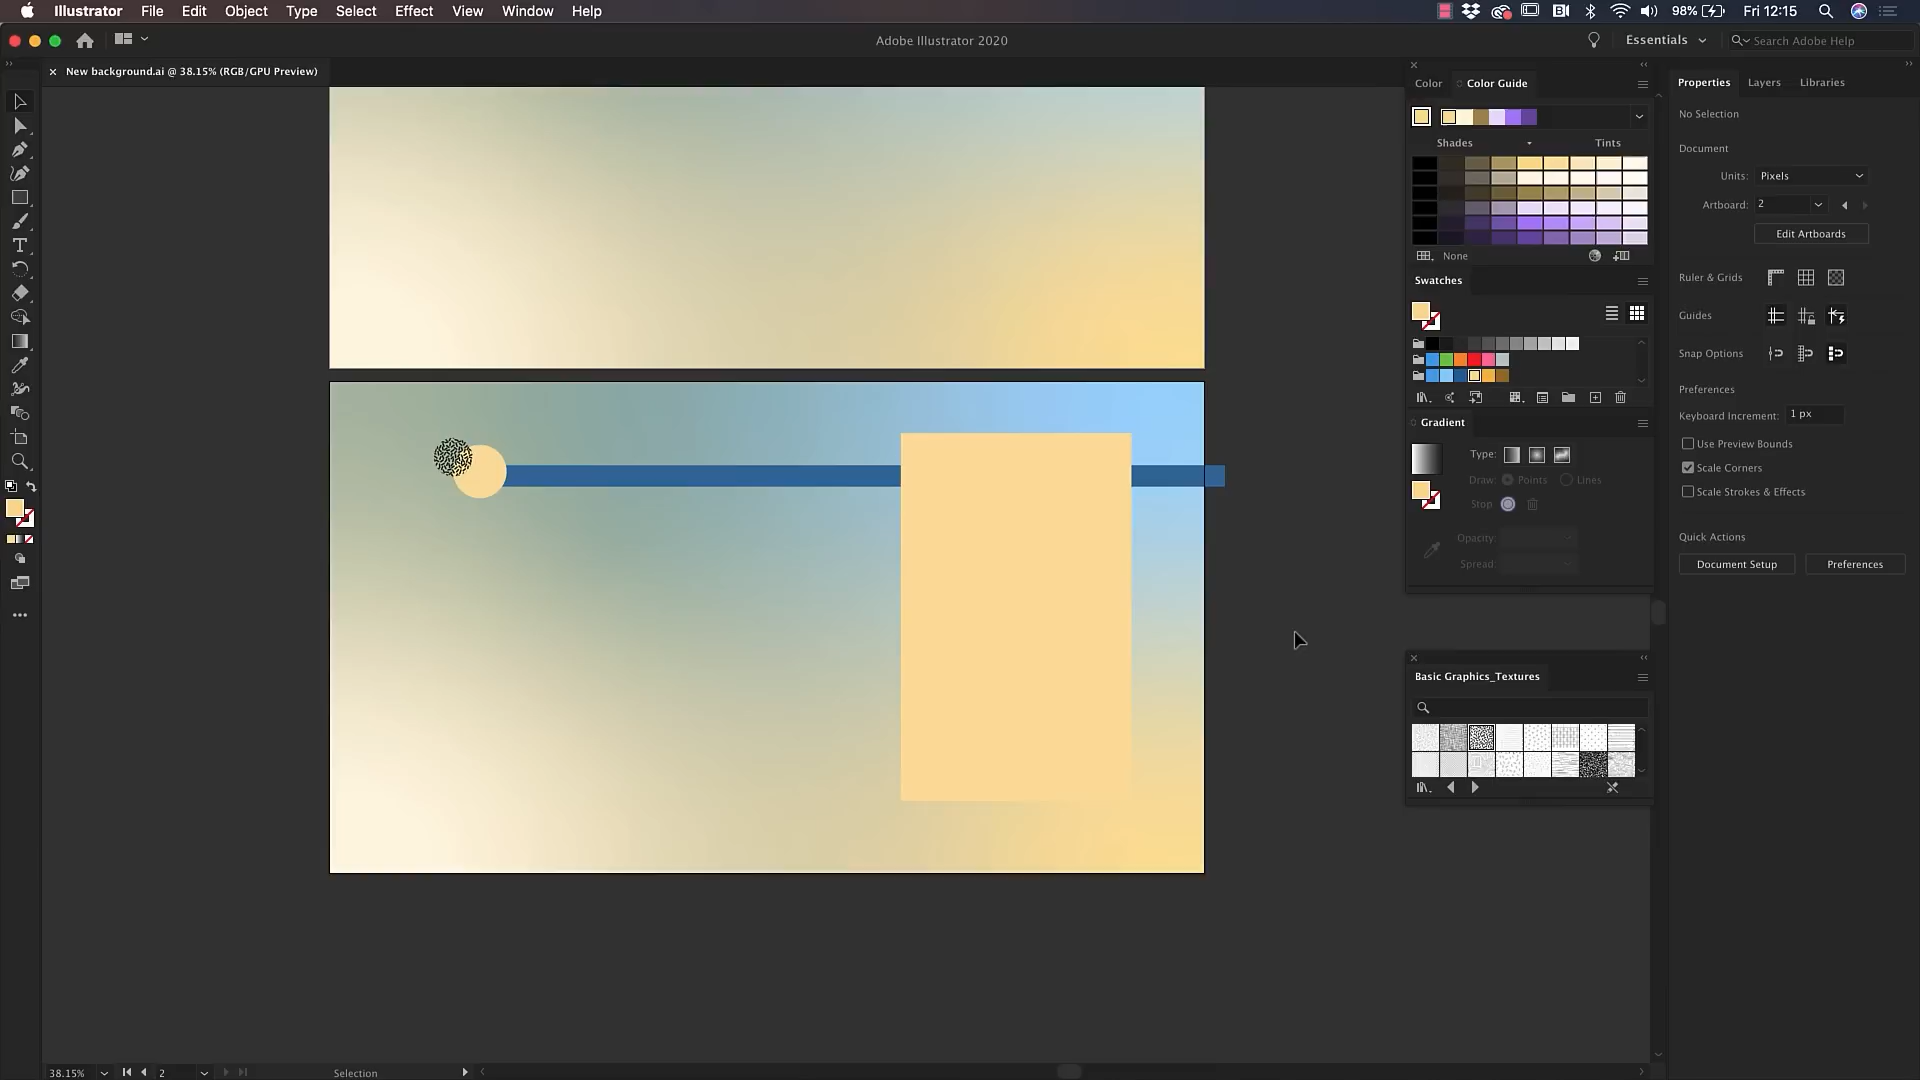 Illustrator File Edit Object Type Select Effect View Window Help 98% Fri 12:15
Adobe Illustrator 2020 Essentials Search Adobe Help
New background.ai @ 38.15% (RGB/GPU Preview)
Color Color Guide
Shades Tints
None
Swatches
Gradient
Type:
Draw: Points Lines
Stop
Opacity:
Spread:
Basic Graphics_Textures
Properties Layers Libraries
No Selection
Document
Units: Pixels
Artboard: 2
Edit Artboards
Ruler & Grids
Guides
Snap Options
Preferences
Keyboard Increment: 1 px
Use Preview Bounds
Scale Corners
Scale Strokes & Effects
Quick Actions
Document Setup Preferences
38.15% 2 Selection